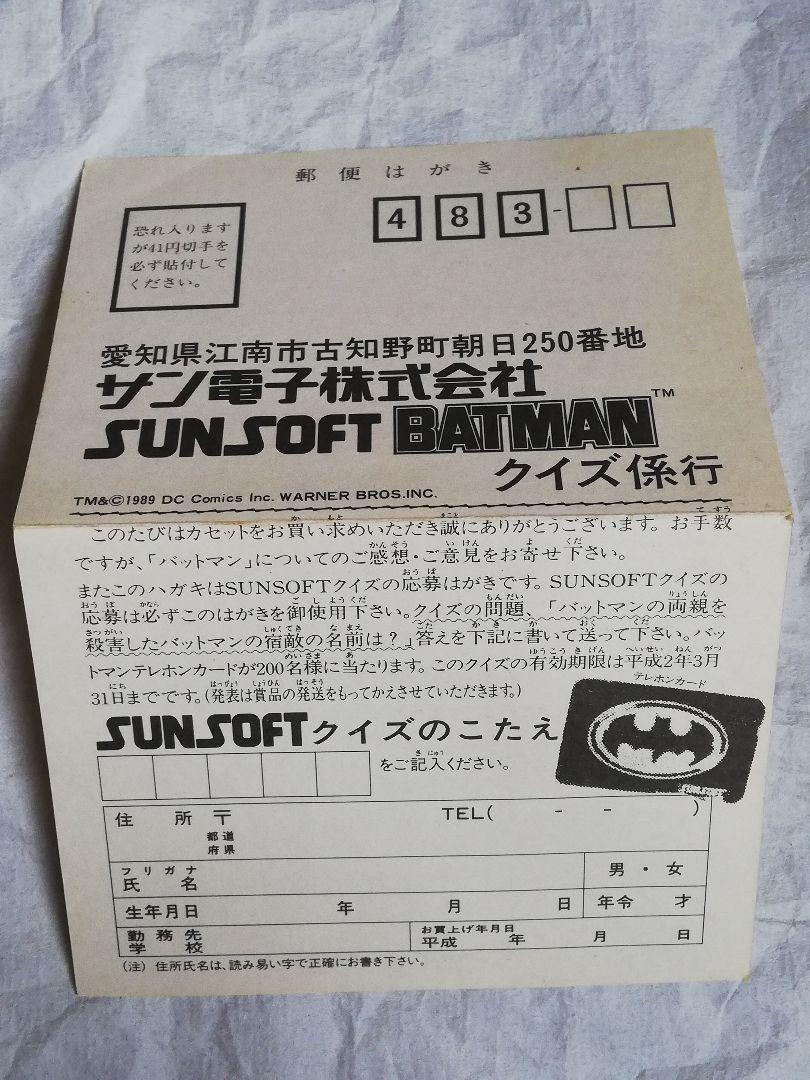 郵便はがき
恐れ入りますが41円切手を必ず貼付してください。
483-
愛知県江南市古知野町朝日250番地
サン電子株式会社
SUNSOFT BATMAN™
クイズ係行
TM&©1989 DC Comics Inc. WARNER BROS.INC.
このたびはカセットをお買い求めいただき誠にありがとうございます。お手数
ですが、「バットマン」についてのご感想・ご意見をお寄せ下さい。
またこのハガキはSUNSOFTクイズの応募はがきです。SUNSOFTクイズの
応募は必ずこのはがきを御使用下さい。クイズの問題、「バットマンの両親を
殺害したバットマンの宿敵の名前は?」答えを下記に書いて送って下さい。バッ
トマンテレホンカードが200名様に当たります。このクイズの有効期限は平成2年3月
31日までです。(発表は賞品の発送をもってかえさせていただきます。)
テレホンカード
SUNSOFTクイズのこたえ
をご記入ください。
SUNSOFT
住所 〒 TEL( - - )
都道
府県
フリガナ
氏名 男・女
生年月日 年 月 日 年令 才
勤務先
学校
お買上げ年月日
平成 年 月 日
(注) 住所氏名は、読み易い字で正確にお書き下さい。